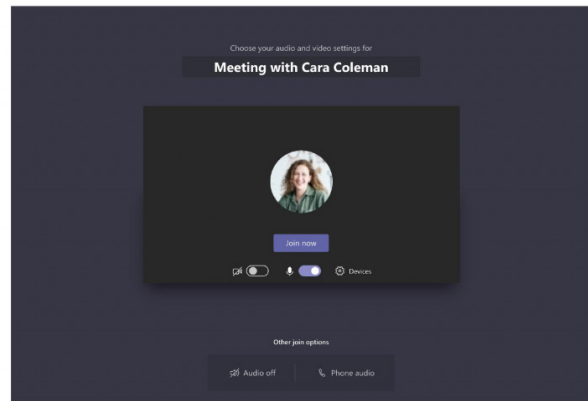 Choose your audio and video settings for
Meeting with Cara Coleman
Join now
Devices
Other join options
Audio off
Phone audio